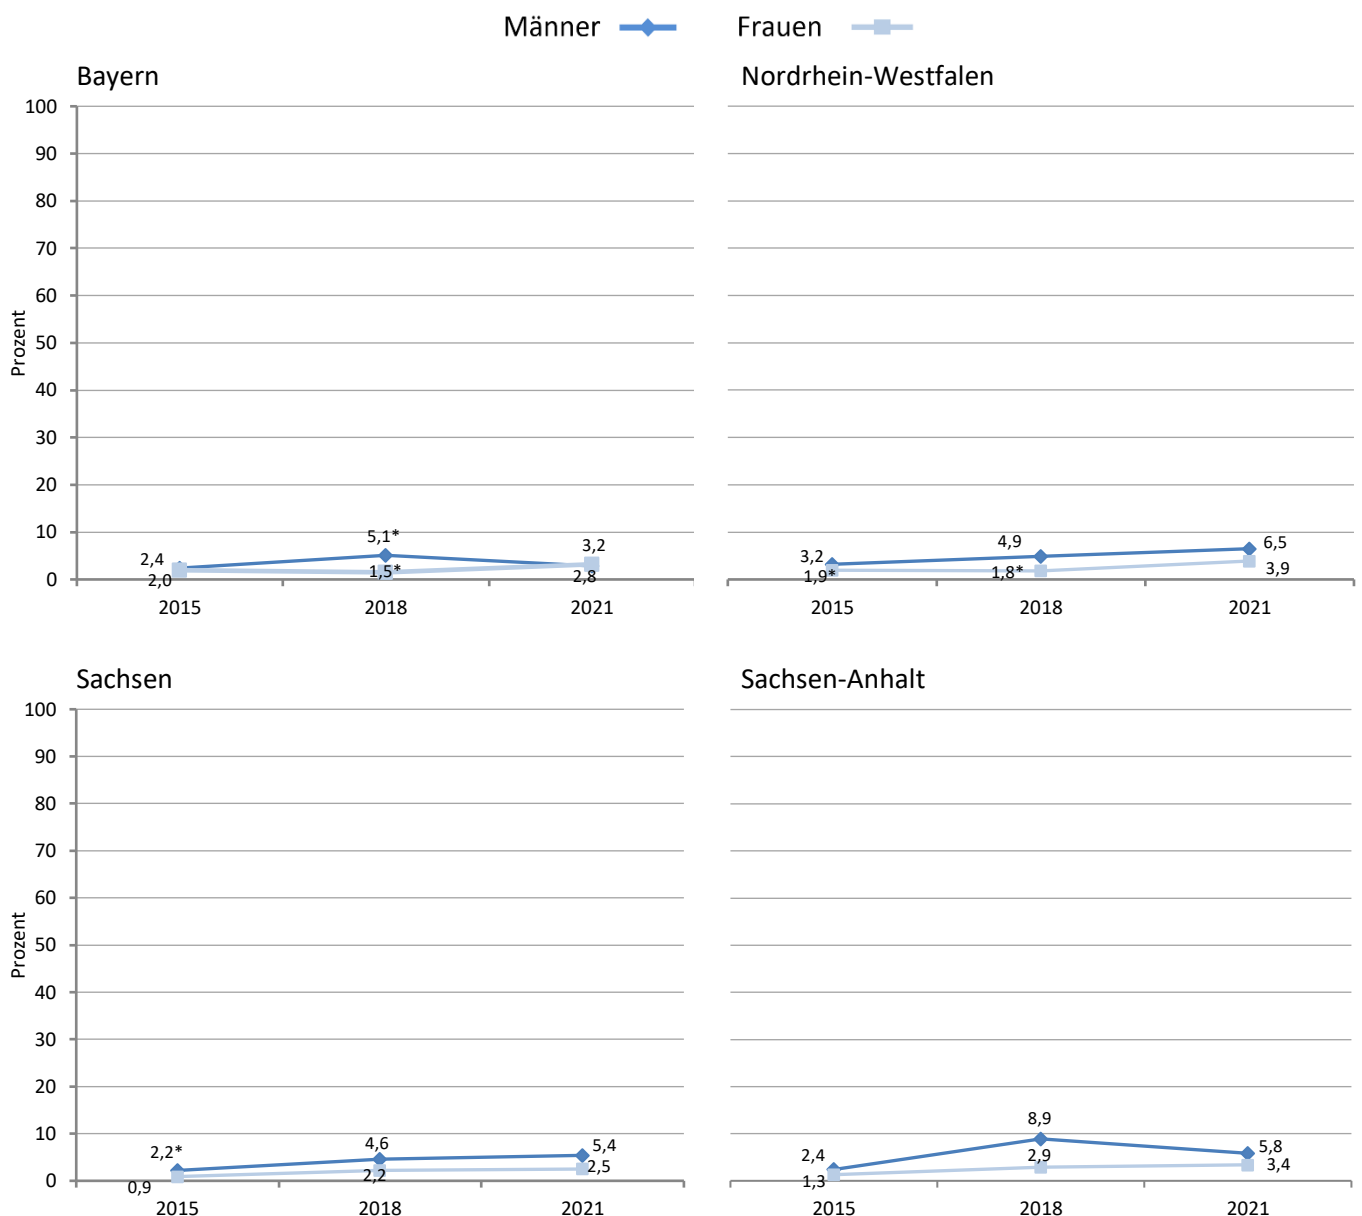 Männer Frauen
Bayern Nordrhein-Westfalen
100
90
80
70
60
50
40
30
20
10
0
Prozent
2,4 5,1* 3,2
2,0 1,5* 2,8
2015 2018 2021
3,2 4,9 6,5
1,9* 1,8* 3,9
2015 2018 2021
Sachsen Sachsen-Anhalt
100
90
80
70
60
50
40
30
20
10
0
Prozent
2,2* 4,6 5,4
0,9 2,2 2,5
2015 2018 2021
2,4 8,9 5,8
1,3 2,9 3,4
2015 2018 2021